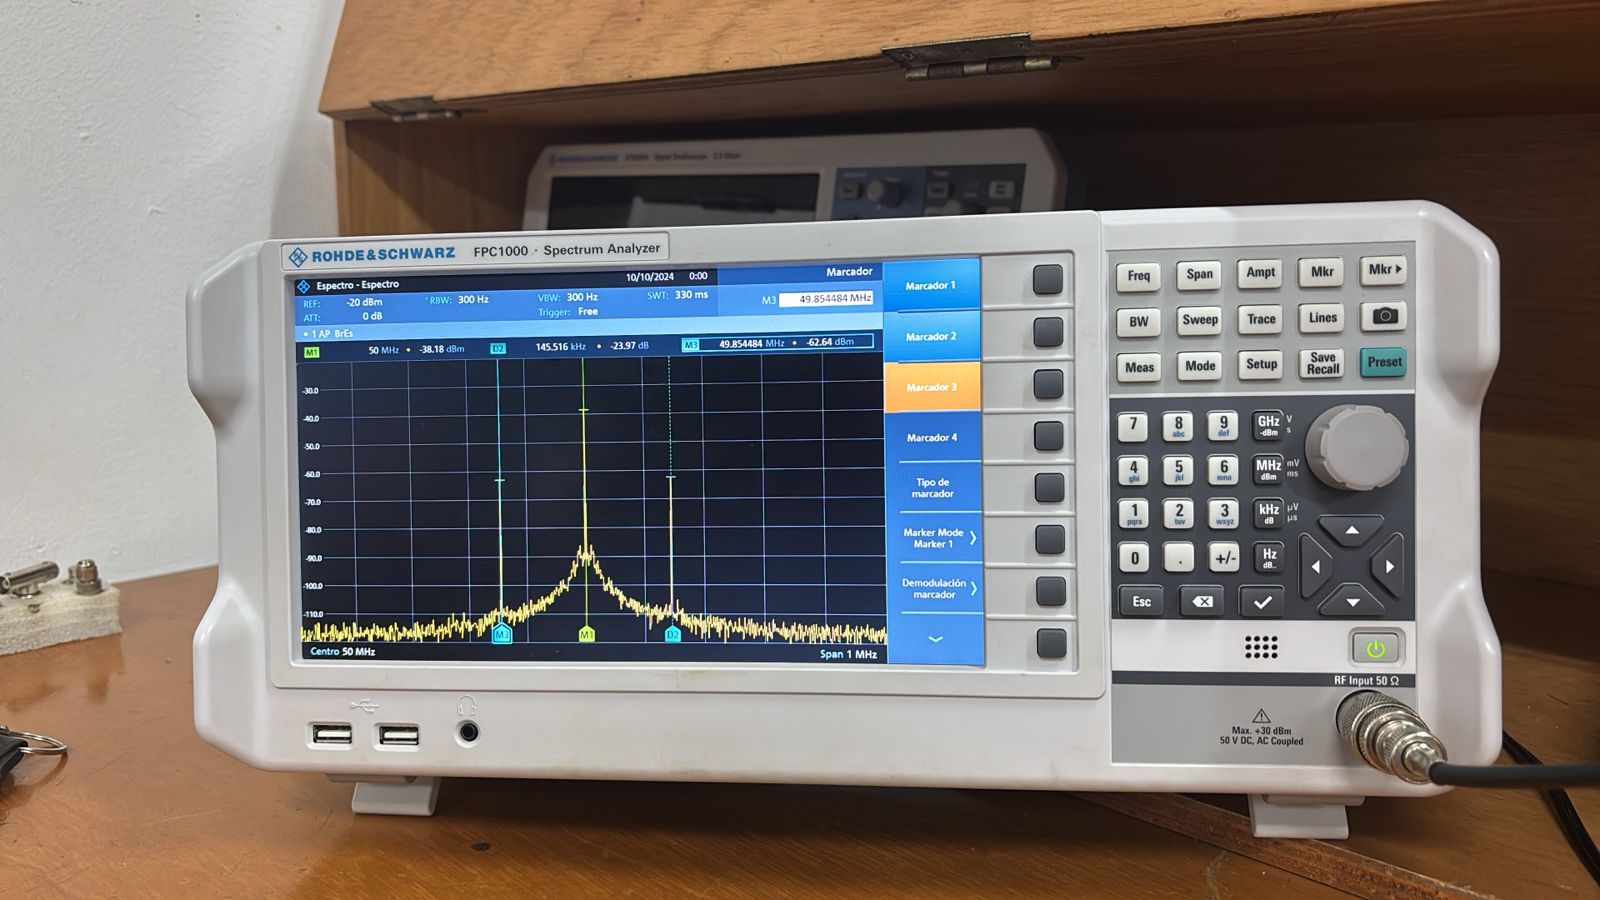 ROHDE&SCHWARZ
ROHDE&SCHWARZ FPC1000 · Spectrum Analyzer
Espectro - Espectro 10/10/2024 0:00 Marcador
REF: -20 dBm RBW: 300 Hz VBW: 300 Hz SWT: 330 ms M3 49.854484 MHz
ATT: 0 dB Trigger: Free
1 AP BrEs
M1 50 MHz • -38.18 dBm D2 145.516 kHz • -23.97 dB M3 49.854484 MHz • -62.64 dBm
-30.0
-40.0
-50.0
-60.0
-70.0
-80.0
-90.0
-100.0
-110.0
M3 M1 D2
Centro 50 MHz Span 1 MHz
Marcador 1
Marcador 2
Marcador 3
Marcador 4
Tipo de
marcador
Marker Mode
Marker 1
Demodulación
marcador
Freq Span Ampt Mkr Mkr
BW Sweep Trace Lines
Meas Mode Setup Save
Recall Preset
7 8 9 GHz V
abc def -dBm s
4 5 6 MHz mV
ghi jkl mno dBm ms
1 2 3 kHz µV
pqrs tuv wxyz dB µs
0 . +/- Hz
dB..
Esc
RF Input 50 Ω
Max. +30 dBm
50 V DC, AC Coupled